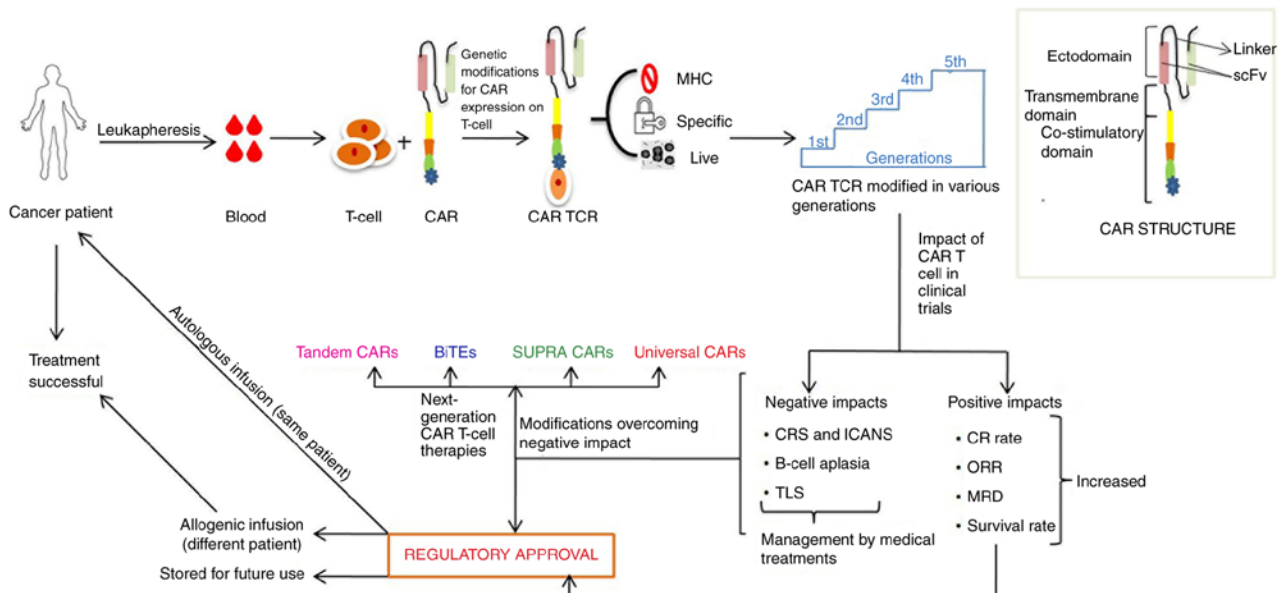 Leukapheresis
Cancer patient
Blood
T-cell
+
CAR
Genetic
modifications
for CAR
expression on
T-cell
CAR TCR
MHC
Specific
Live
1st
2nd
3rd
4th
5th
Generations
CAR TCR modified in various
generations
Ectodomain
Linker
scFv
Transmembrane
domain
Co-stimulatory
domain
CAR STRUCTURE
Impact of
CAR T
cell in
clinical
trials
Treatment
successful
Autologous infusion (same patient)
Tandem CARs
BiTEs
SUPRA CARs
Universal CARs
Next-
generation
CAR T-cell
therapies
Modifications overcoming
negative impact
Negative impacts
• CRS and ICANS
• B-cell aplasia
• TLS
Management by medical
treatments
Positive impacts
• CR rate
• ORR
• MRD
• Survival rate
Increased
Allogenic infusion
(different patient)
Stored for future use
REGULATORY APPROVAL